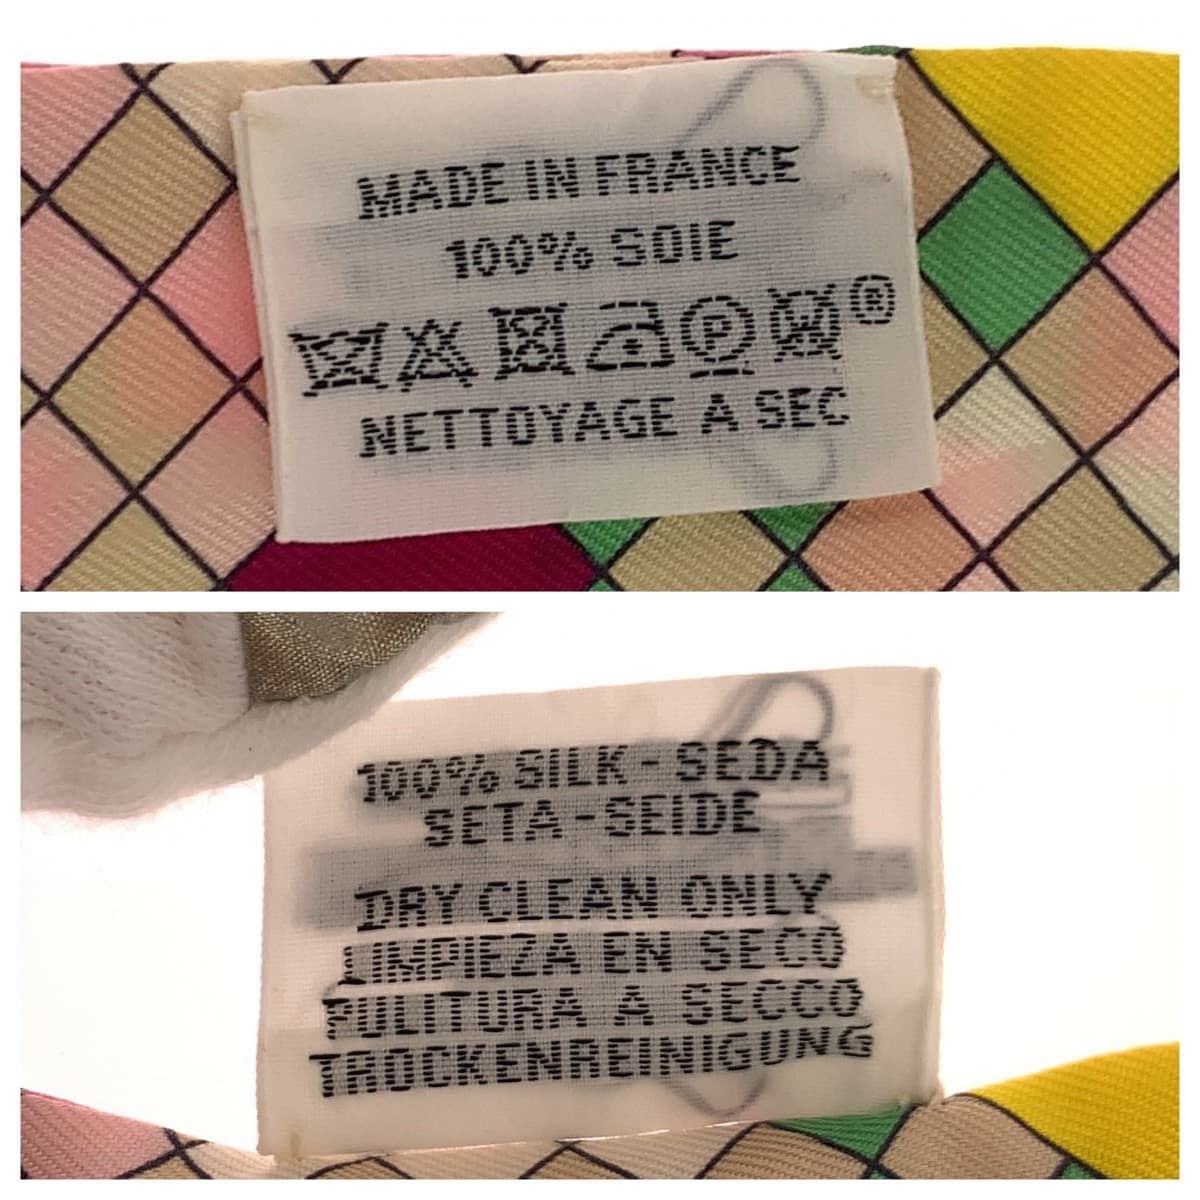 MADE IN FRANCE
100% SOIE
P ®
NETTOYAGE A SEC
100% SILK - SEDA
SETA - SEIDE
DRY CLEAN ONLY
LIMPIEZA EN SECO
PULITURA A SECCO
TROCKENREINIGUNG